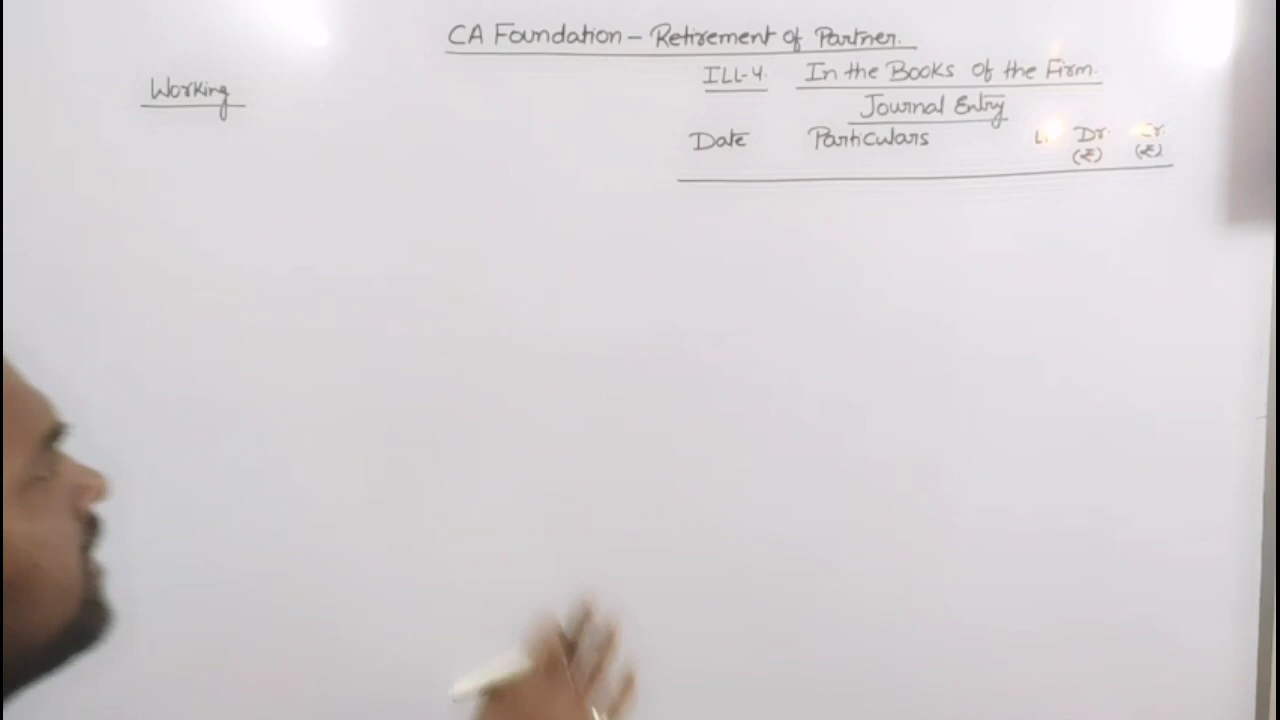 CA Foundation - Retirement of Partner.
Working
ILL-4. In the Books of the Firm.
Journal Entry
Date Particulars Dr. Cr.
(₹) (₹)